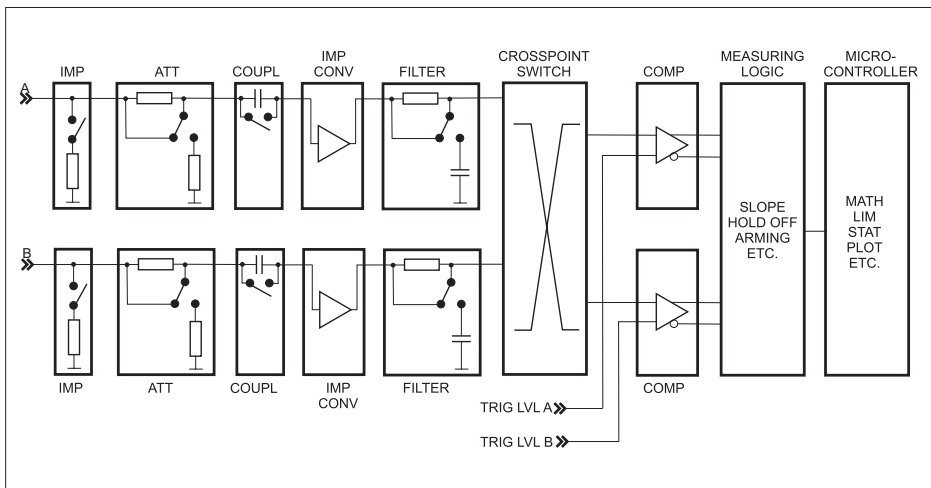 IMP
ATT
COUPL
IMP
CONV
FILTER
CROSSPOINT
SWITCH
COMP
MEASURING
LOGIC
MICRO-
CONTROLLER
A
B
SLOPE
HOLD OFF
ARMING
ETC.
MATH
LIM
STAT
PLOT
ETC.
IMP
ATT
COUPL
IMP
CONV
FILTER
COMP
TRIG LVL A
TRIG LVL B